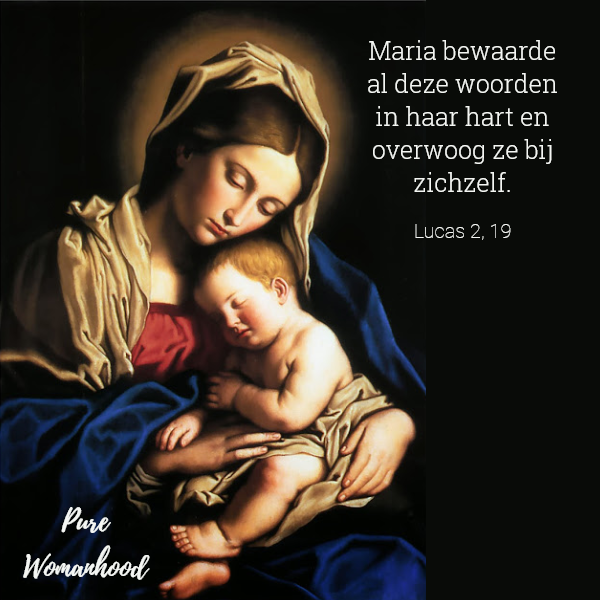 Maria bewaarde
al deze woorden
in haar hart en
overwoog ze bij
zichzelf.
Lucas 2, 19
Pure
Womanhood